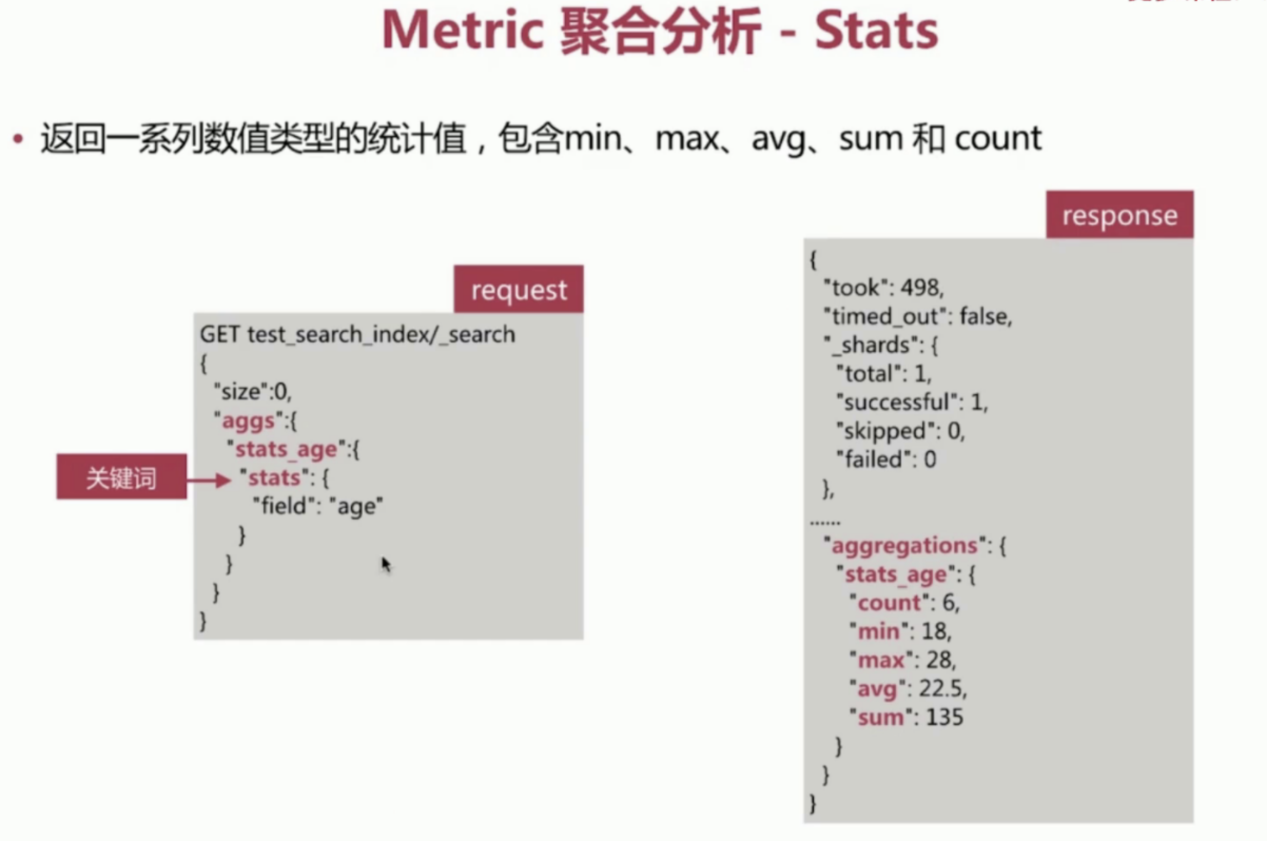 Metric 聚合分析 - Stats
• 返回一系列数值类型的统计值，包含min、max、avg、sum 和 count
request
GET test_search_index/_search
{
"size":0,
"aggs":{
"stats_age":{
关键词
"stats": {
"field": "age"
}
}
}
}
response
{
"took": 498,
"timed_out": false,
"_shards": {
"total": 1,
"successful": 1,
"skipped": 0,
"failed": 0
},
......
"aggregations": {
"stats_age": {
"count": 6,
"min": 18,
"max": 28,
"avg": 22.5,
"sum": 135
}
}
}